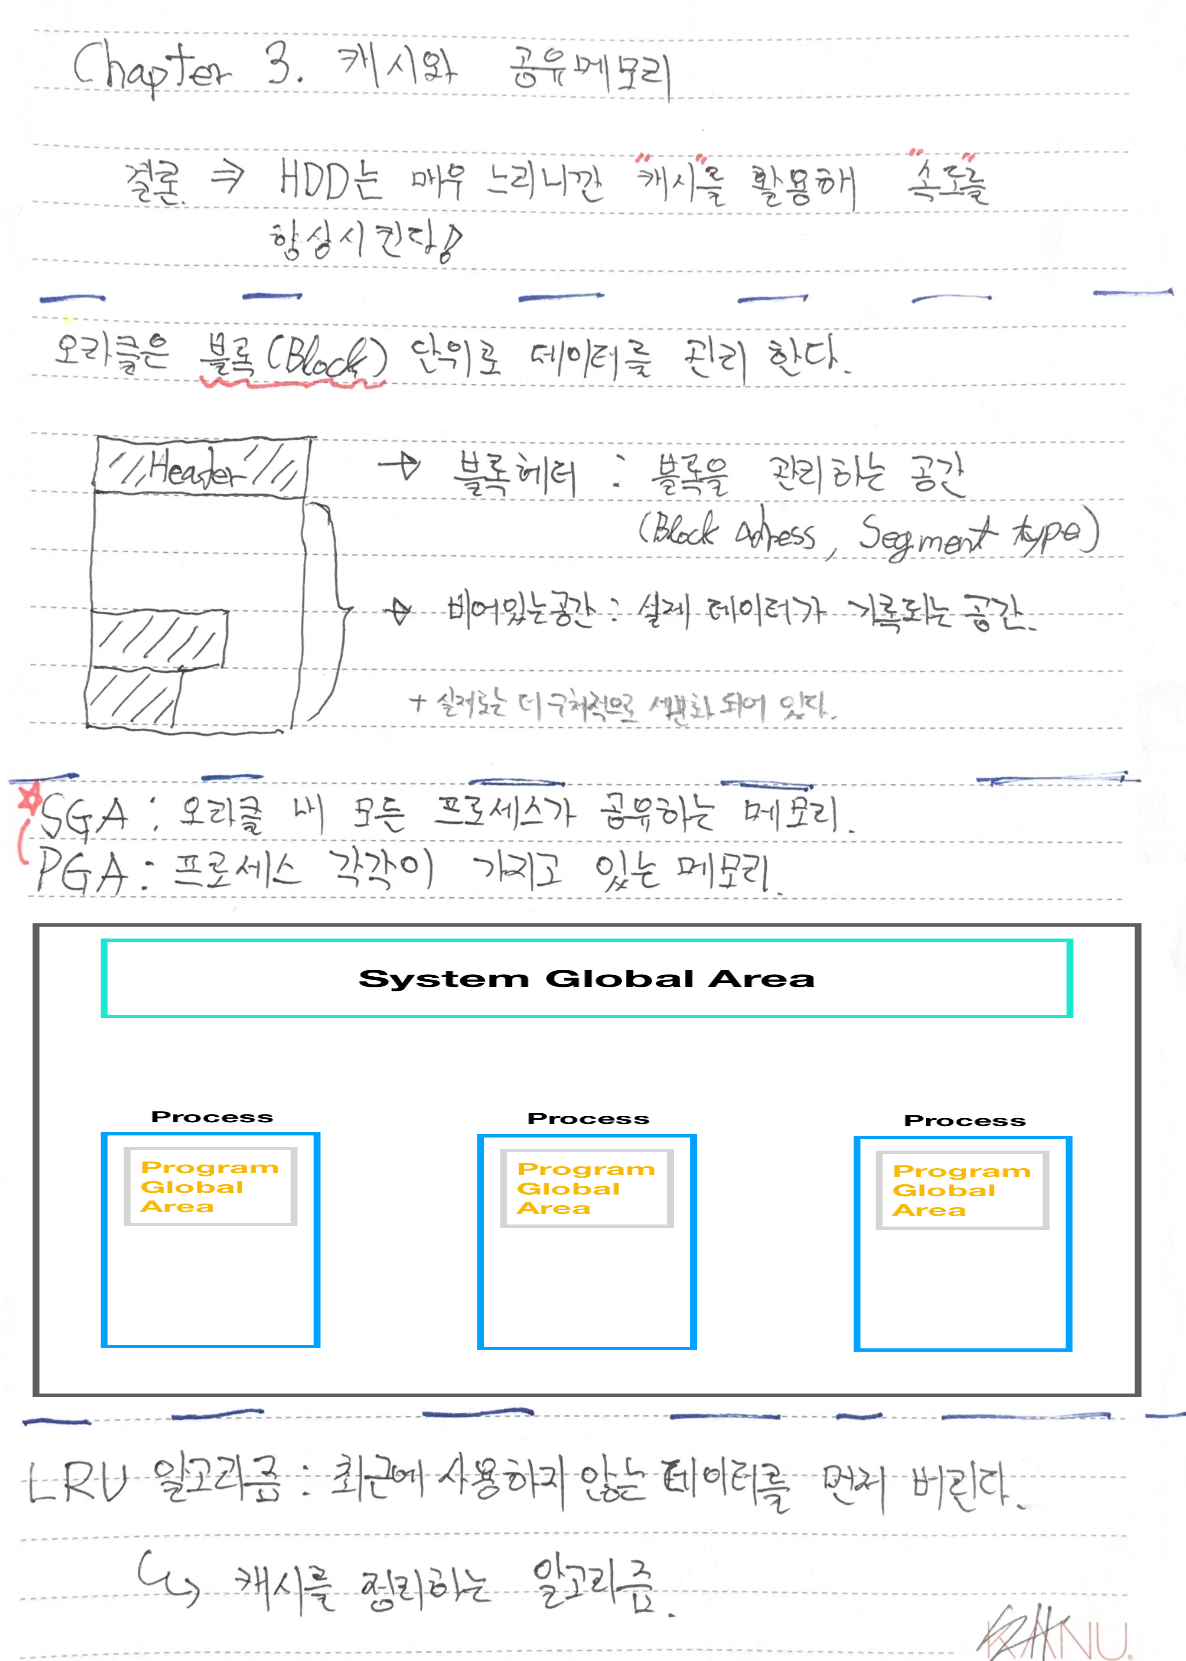 Chapter 3. 캐시와 공유메모리
결론 ⇒ HDD는 매우 느리니깐 "캐시"를 활용해 "속도"를
향상시킨다!
오라클은 블록(Block) 단위로 데이터를 관리 한다.
Header → 블록헤더 : 블록을 관리하는 공간
(Block Adress, Segment type)
→ 비어있는공간 : 실제 데이터가 기록되는 공간.
+ 실제로는 더 구체적으로 세분화 되어 있다.
SGA : 오라클 내 모든 프로세스가 공유하는 메모리.
PGA : 프로세스 각각이 가지고 있는 메모리.
System Global Area
Process Process Process
Program Program Program
Global Global Global
Area Area Area
LRU 알고리즘 : 최근에 사용하지 않는 데이터를 먼저 버린다.
↳ 캐시를 정리하는 알고리즘.
KANU.